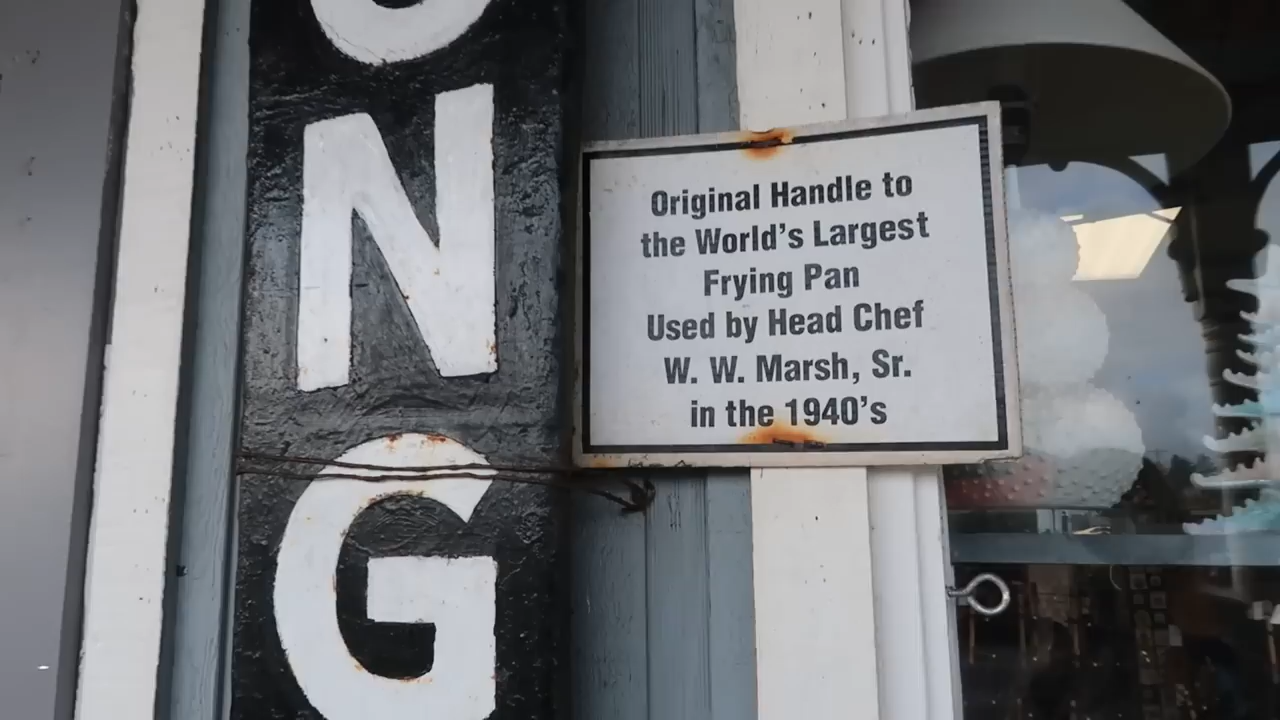 N
G
Original Handle to
the World's Largest
Frying Pan
Used by Head Chef
W. W. Marsh, Sr.
in the 1940's